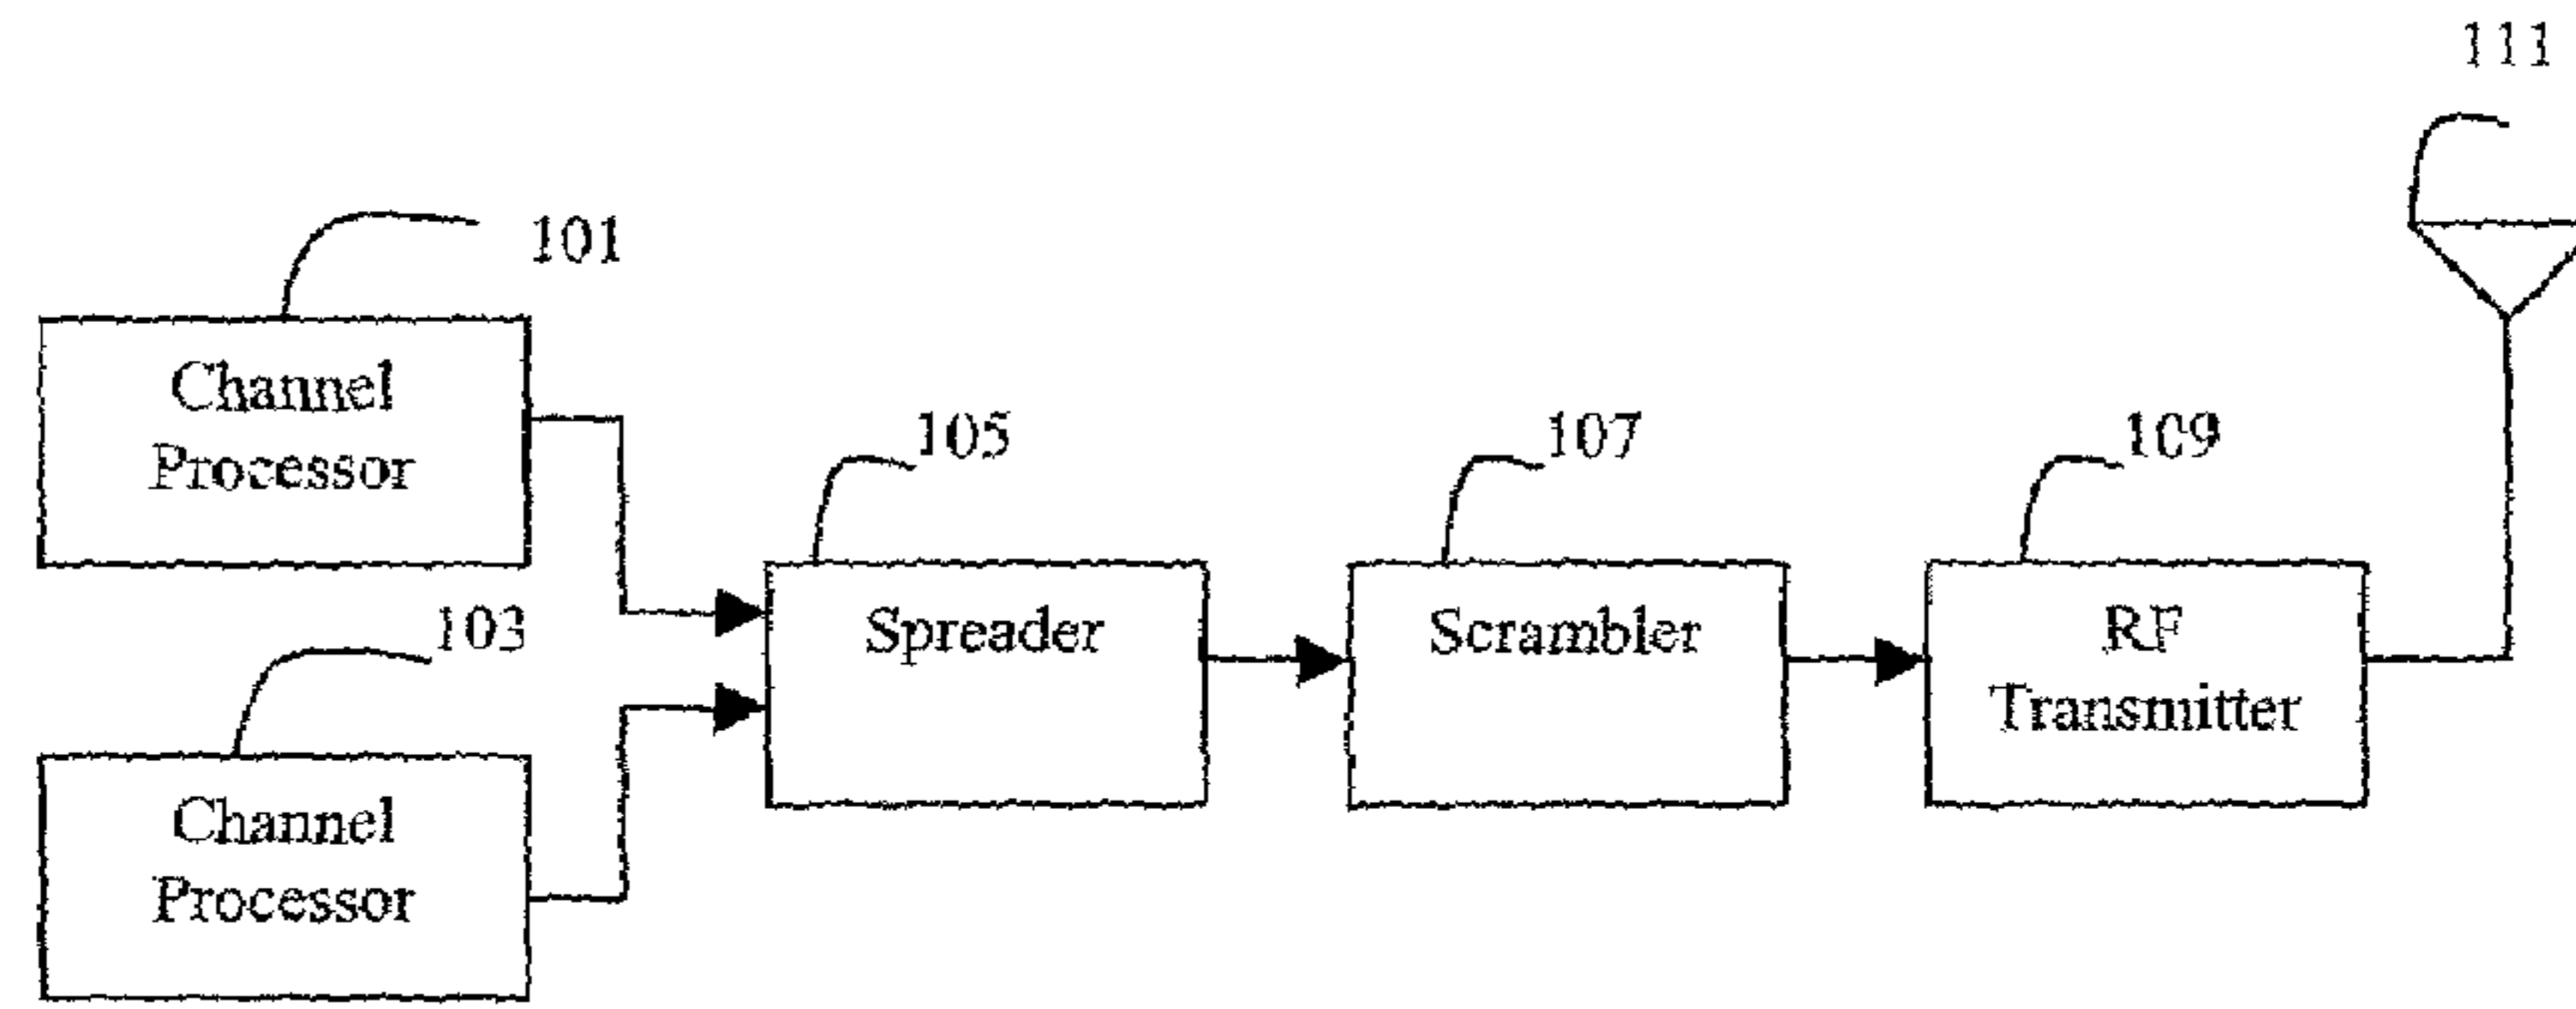 111
101
Channel
Processor
105
107
109
103
Spreader
Scrambler
RF
Transmitter
Channel
Processor